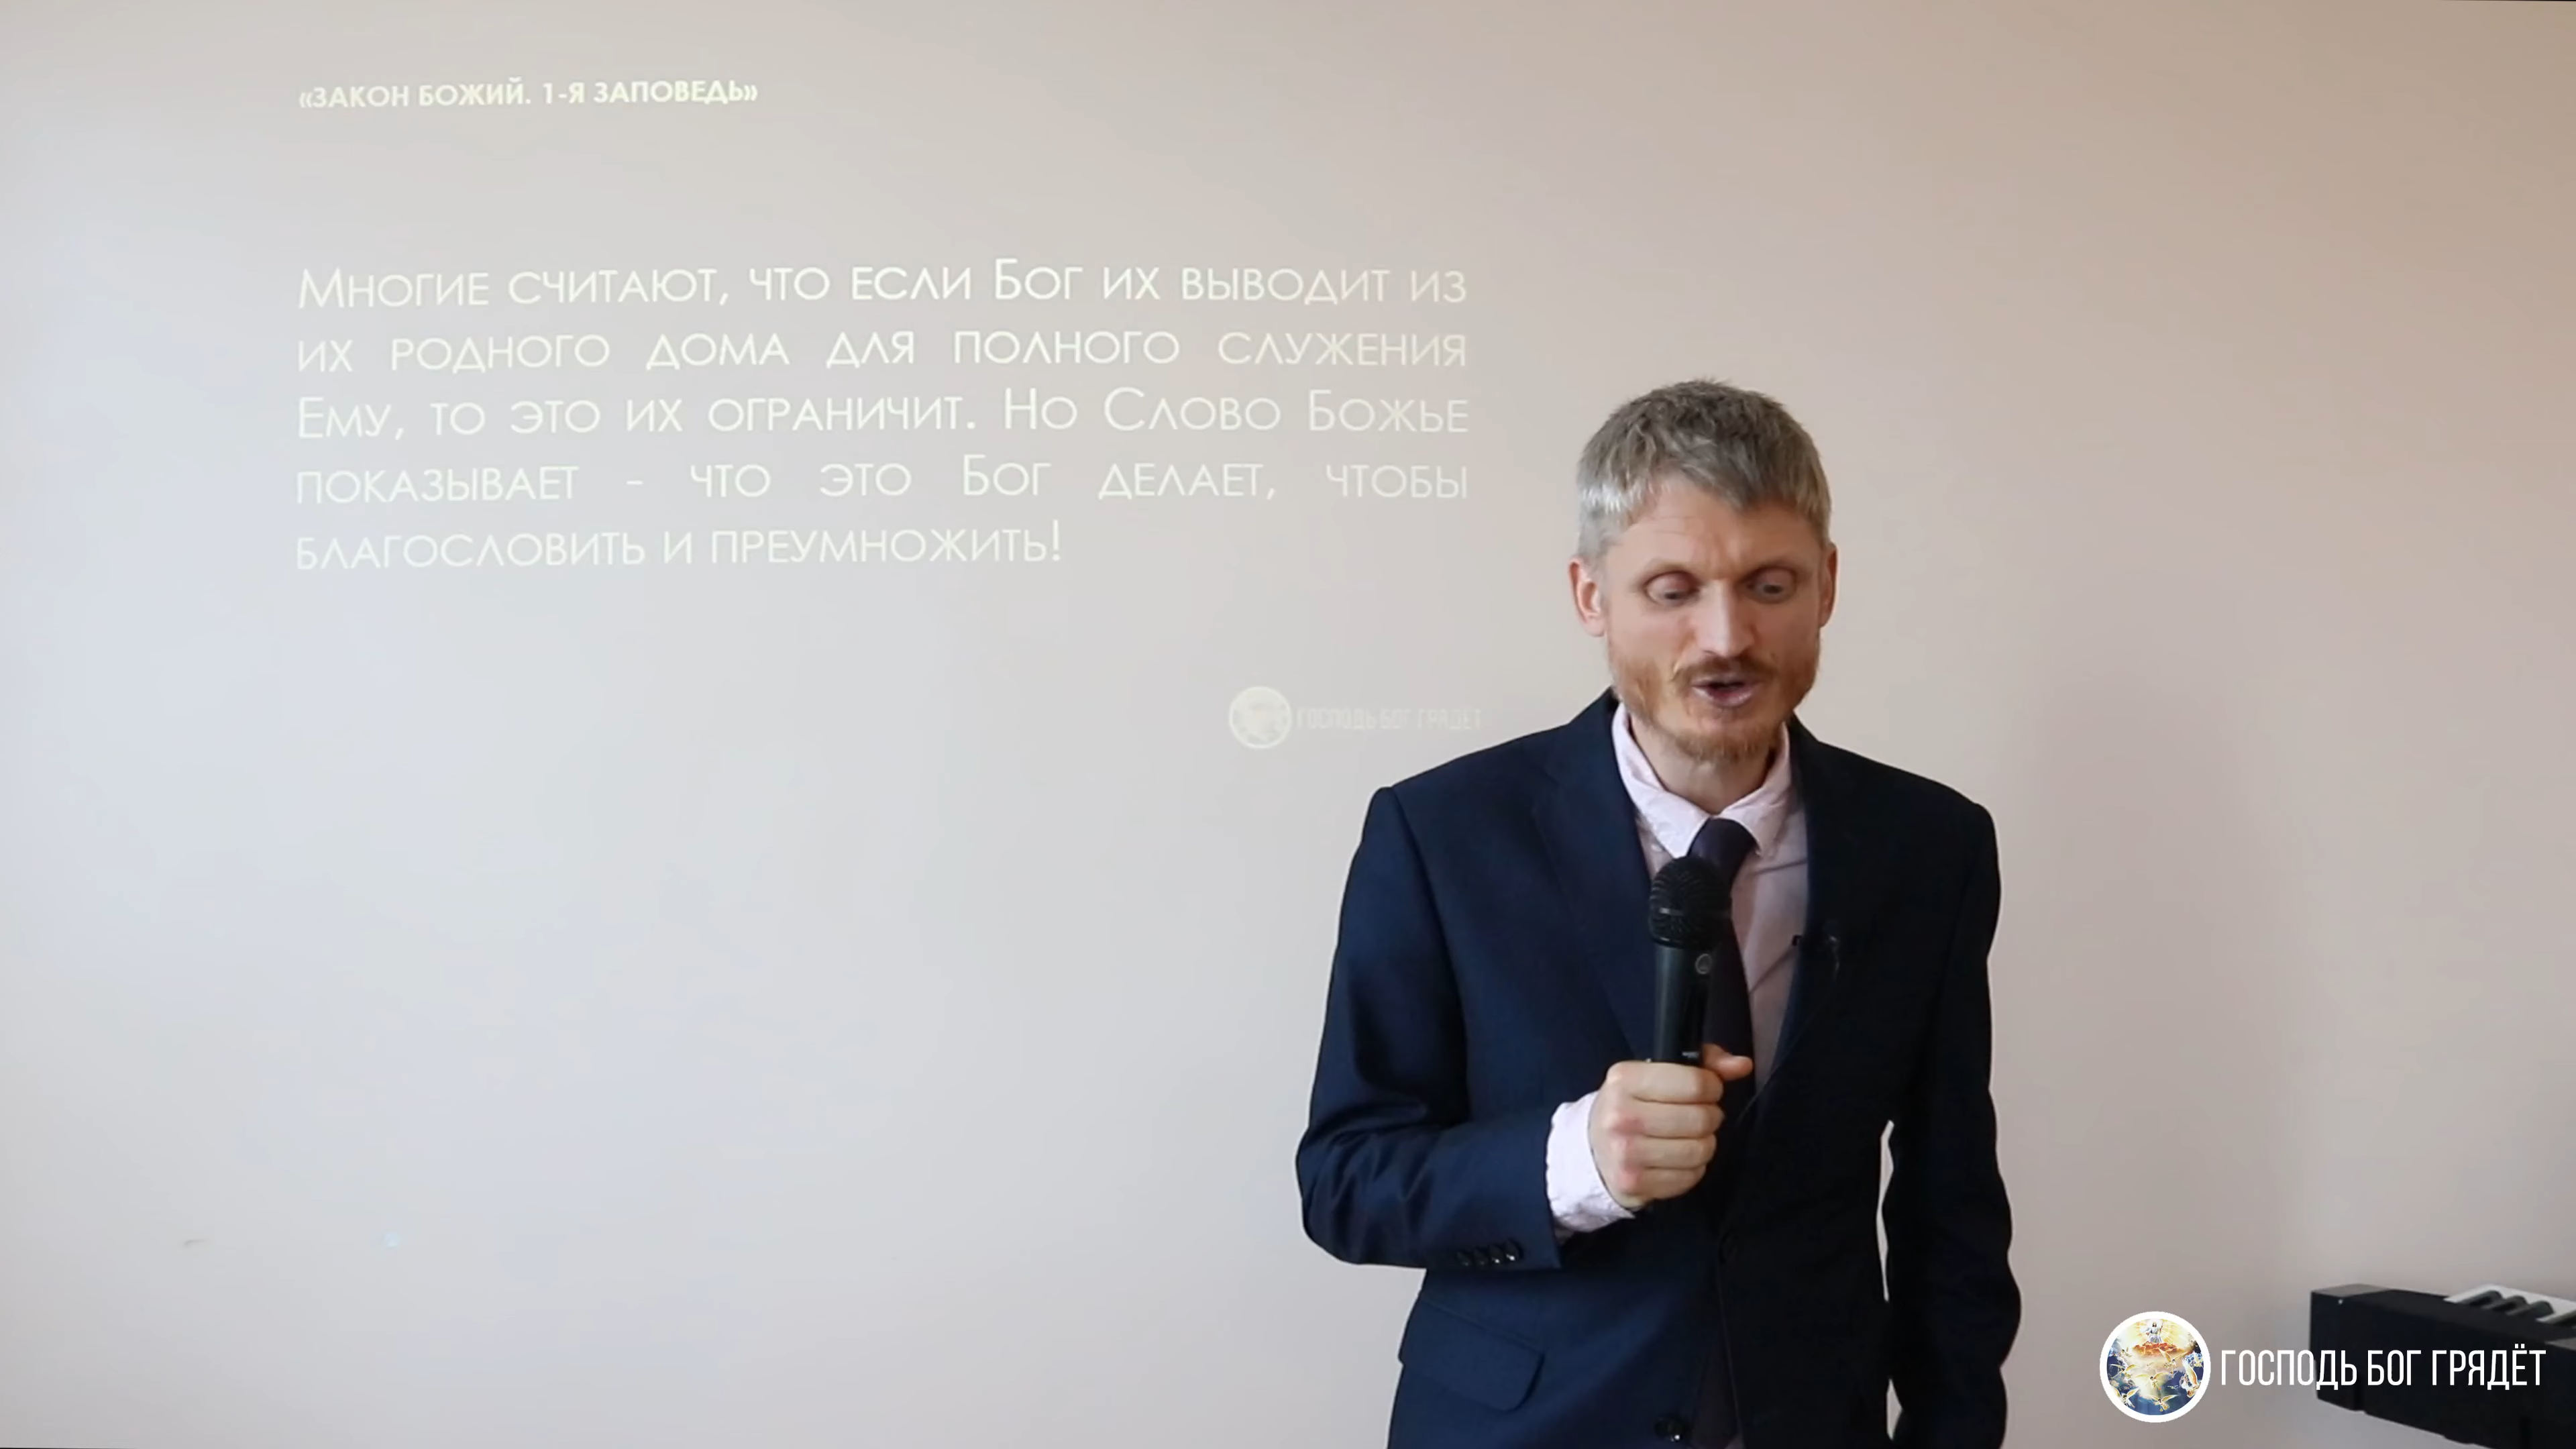 «ЗАКОН БОЖИЙ. 1-Я ЗАПОВЕДЬ»
Многие считают, что если Бог их выводит из
их родного дома для полного служения
Ему, то это их ограничит. Но Слово Божье
показывает - что это Бог делает, чтобы
благословить и преумножить!
ГОСПОДЬ БОГ ГРЯДЁТ
ГОСПОДЬ БОГ ГРЯДЁТ